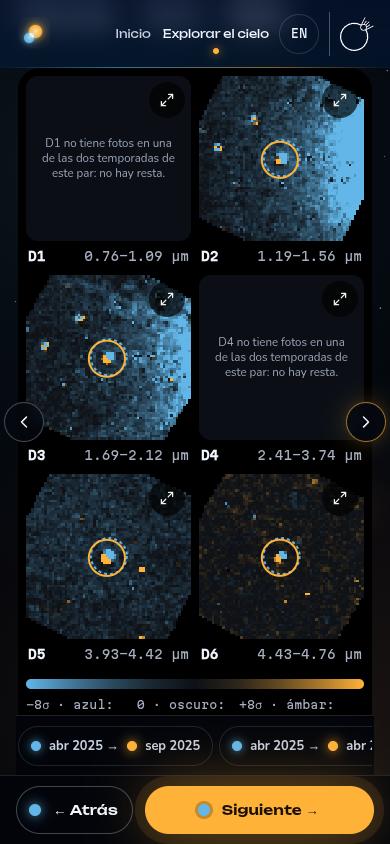 Inicio Explorar el cielo EN
D1 no tiene fotos en una
de las dos temporadas de
este par: no hay resta.
D1 0.76–1.09 μm D2 1.19–1.56 μm
D4 no tiene fotos en una
de las dos temporadas de
este par: no hay resta.
D3 1.69–2.12 μm D4 2.41–3.74 μm
D5 3.93–4.42 μm D6 4.43–4.76 μm
−8σ · azul: 0 · oscuro: +8σ · ámbar:
abr 2025 → sep 2025 abr 2025 → abr 2
← Atrás Siguiente →